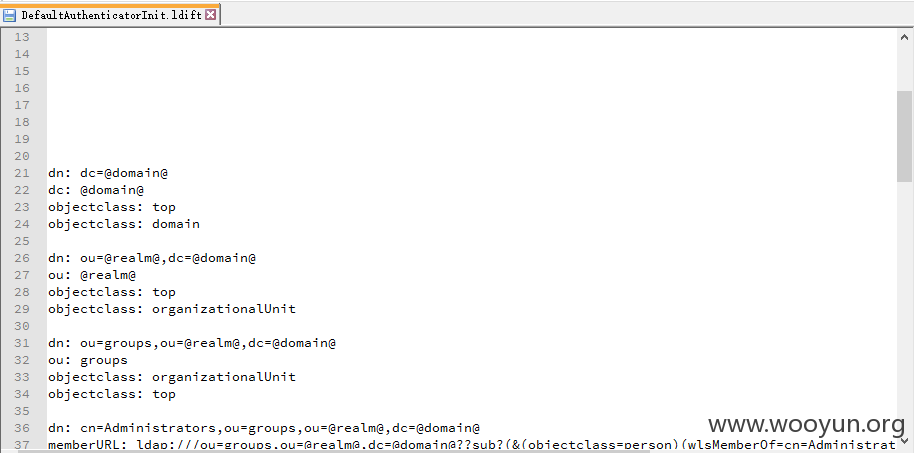 DefaultAuthenticatorInit.ldift
13
14
15
16
17
18
19
20
21 dn: dc=@domain@
22 dc: @domain@
23 objectclass: top
24 objectclass: domain
25
26 dn: ou=@realm@,dc=@domain@
27 ou: @realm@
28 objectclass: top
29 objectclass: organizationalUnit
30
31 dn: ou=groups,ou=@realm@,dc=@domain@
32 ou: groups
33 objectclass: organizationalUnit
34 objectclass: top
35
36 dn: cn=Administrators,ou=groups,ou=@realm@,dc=@domain@
37 memberURL: ldap:///ou=groups,ou=@realm@,dc=@domain@??sub?(&(objectclass=person)(wlsMemberOf=cn=Administrat
www.wooyun.org